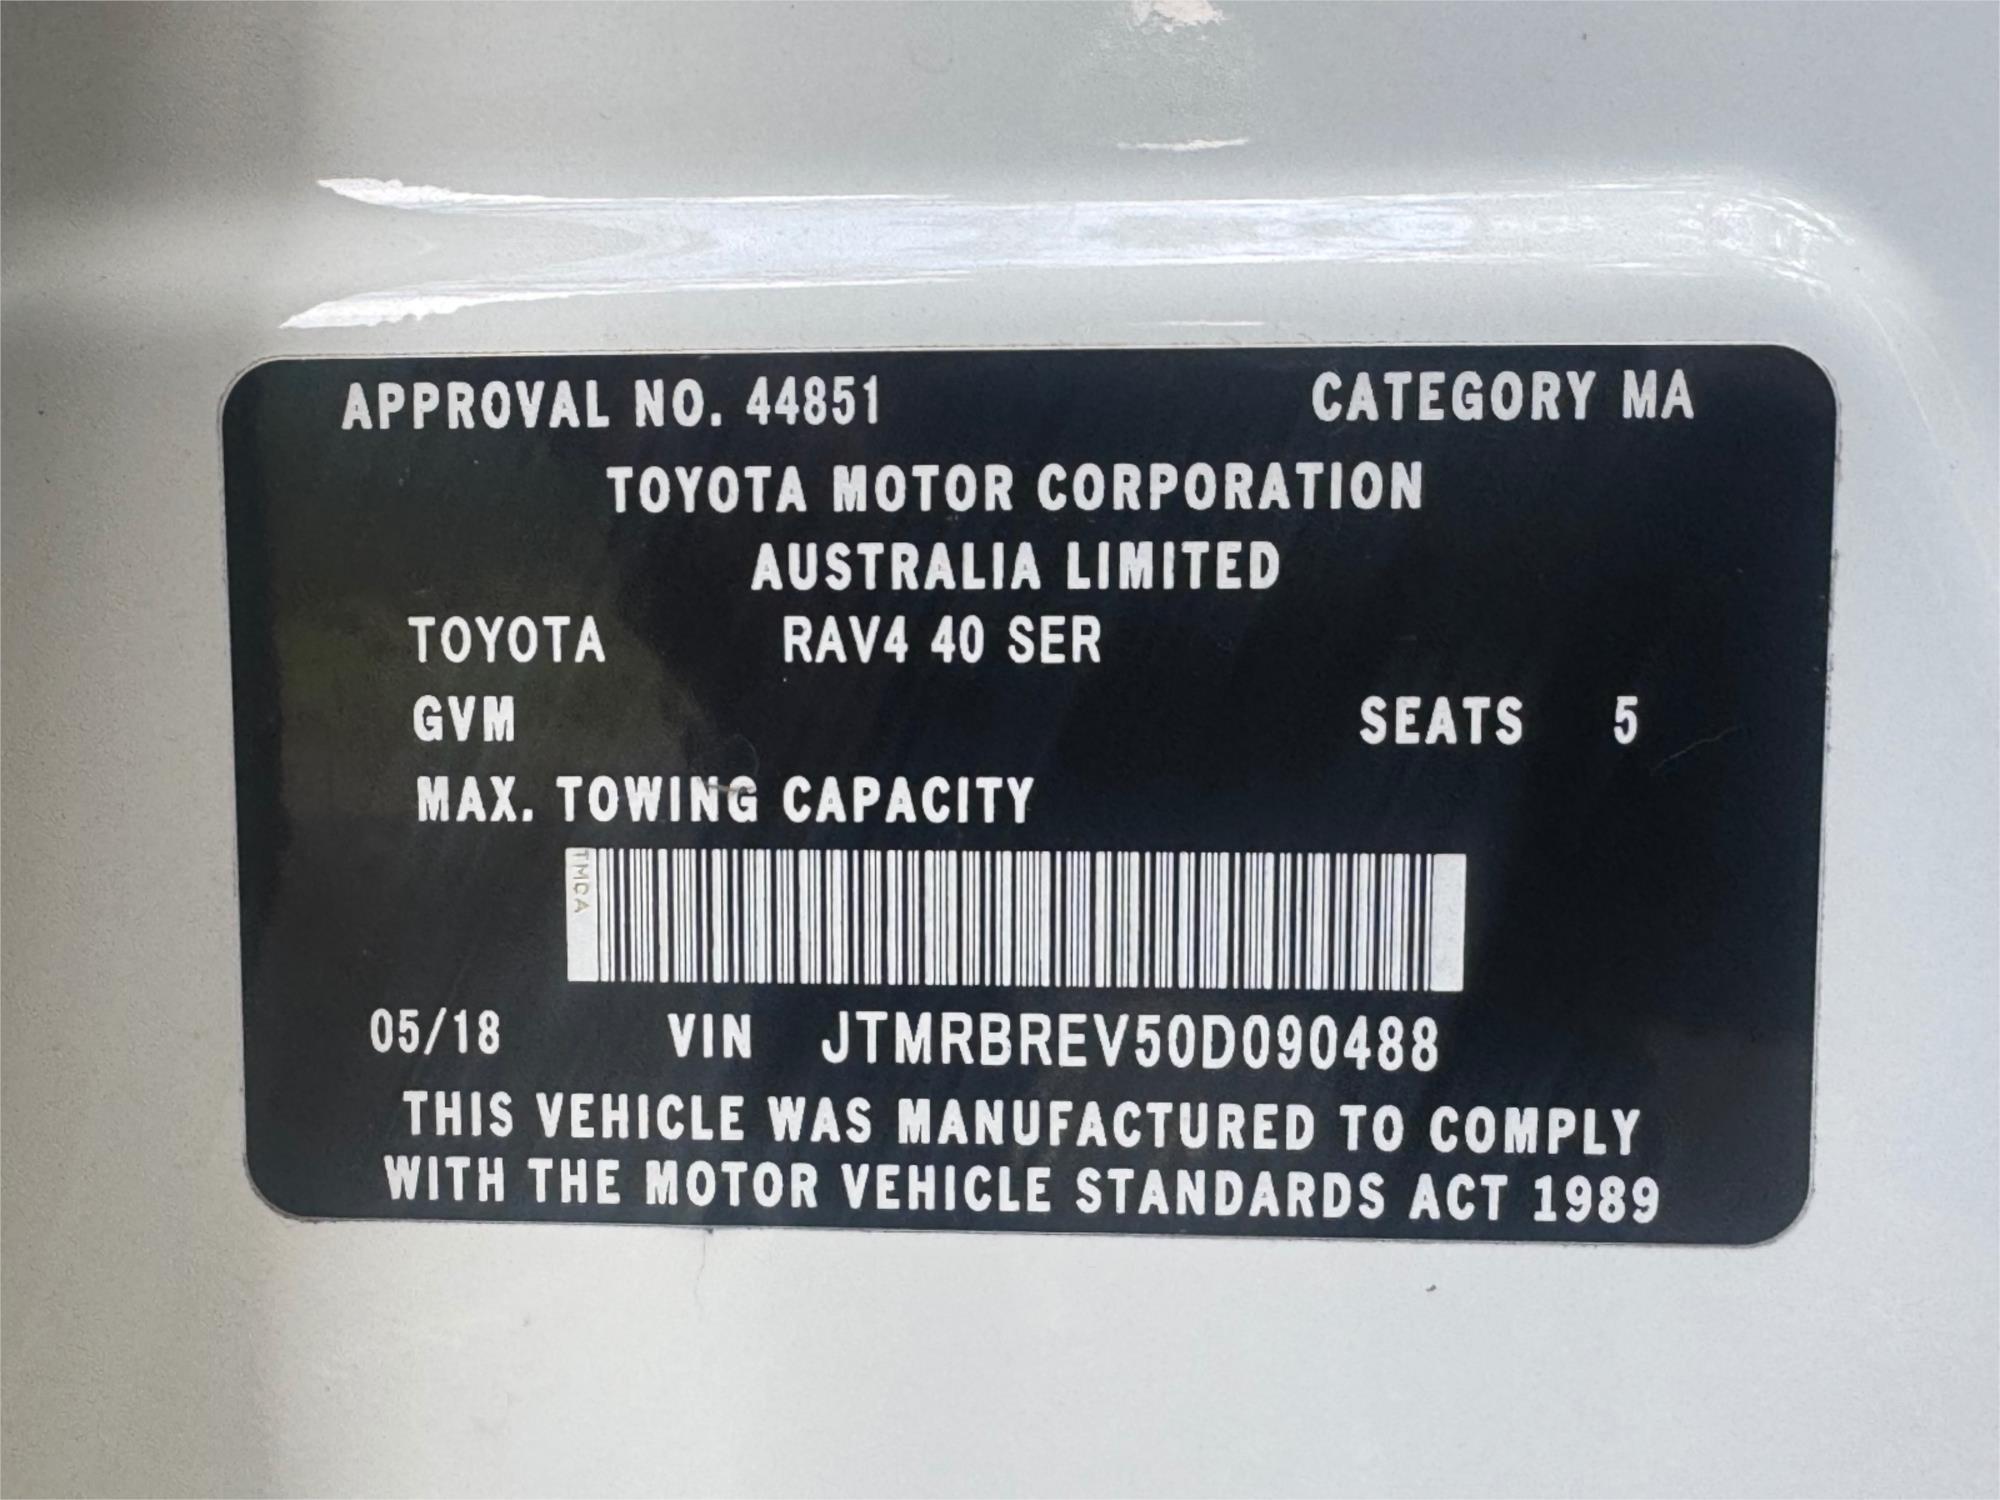 APPROVAL NO. 44851 CATEGORY MA
TOYOTA MOTOR CORPORATION
AUSTRALIA LIMITED
TOYOTA RAV4 40 SER
GVM SEATS 5
MAX. TOWING CAPACITY
TMCA
05/18 VIN JTMRBREV50D090488
THIS VEHICLE WAS MANUFACTURED TO COMPLY
WITH THE MOTOR VEHICLE STANDARDS ACT 1989